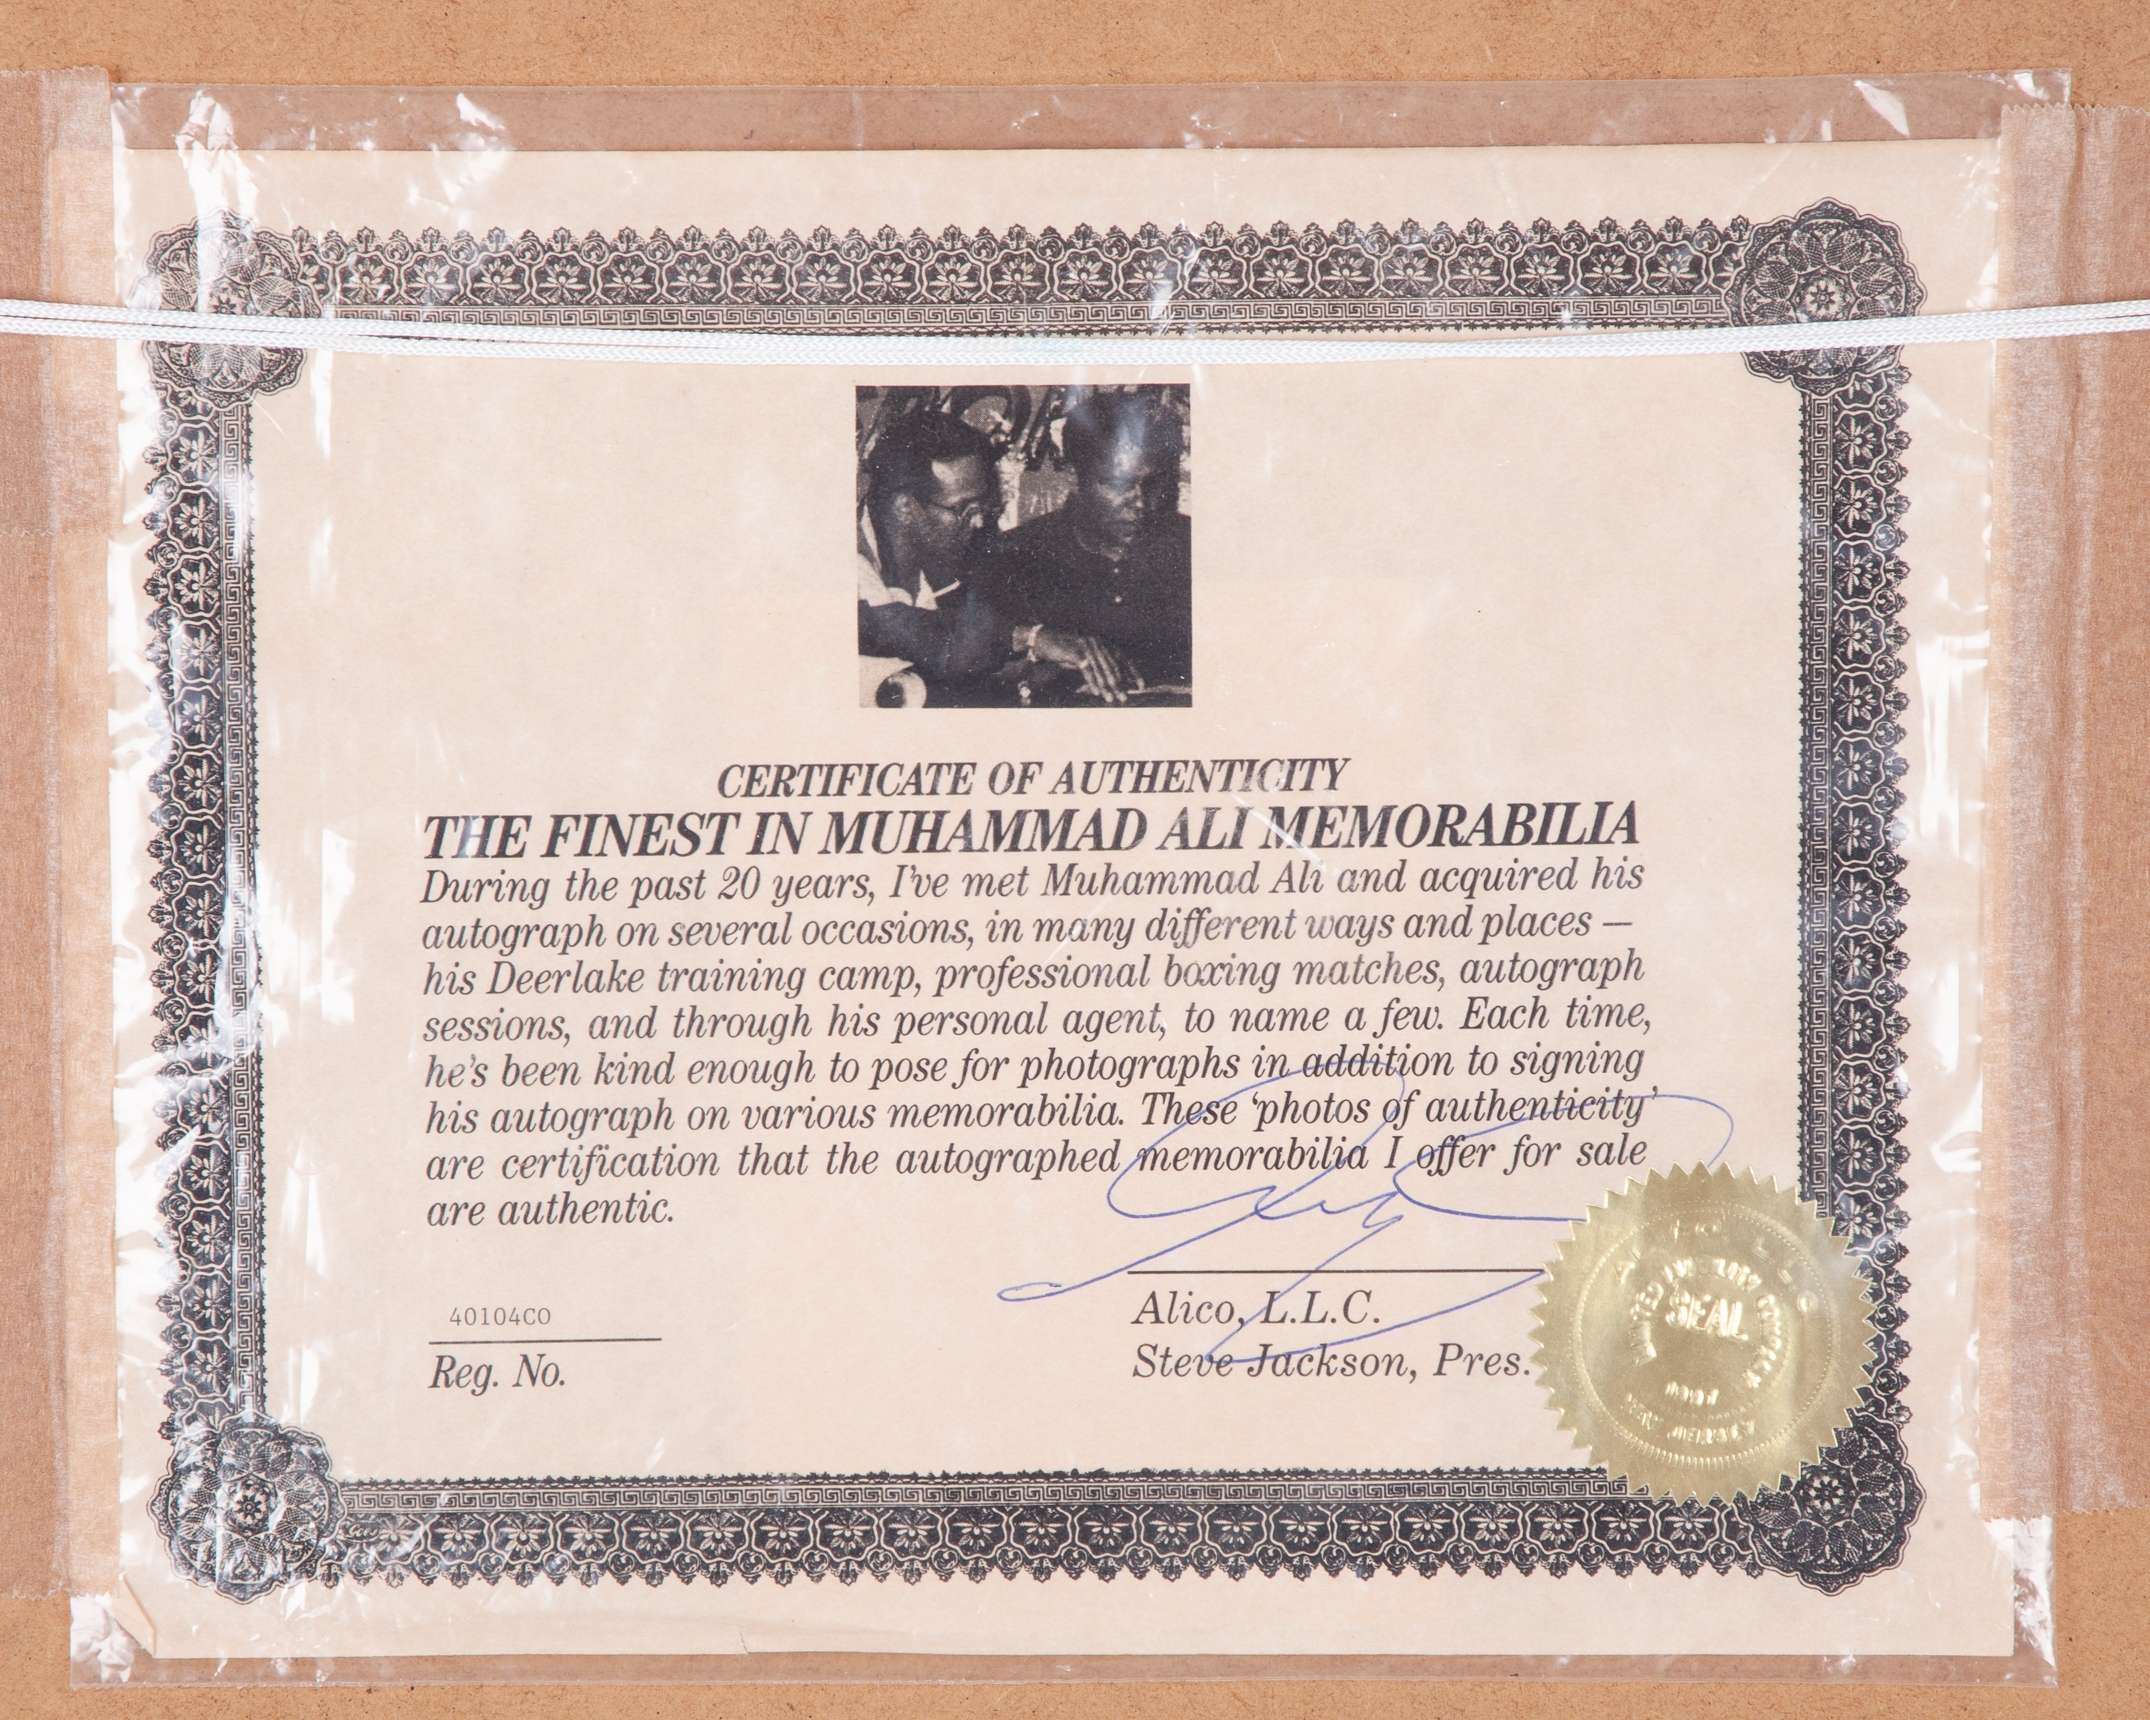 CERTIFICATE OF AUTHENTICITY
THE FINEST IN MUHAMMAD ALI MEMORABILIA
During the past 20 years, I've met Muhammad Ali and acquired his
autograph on several occasions, in many different ways and places —
his Deerlake training camp, professional boxing matches, autograph
sessions, and through his personal agent, to name a few. Each time,
he's been kind enough to pose for photographs in addition to signing
his autograph on various memorabilia. These 'photos of authenticity'
are certification that the autographed memorabilia I offer for sale
are authentic.
40104CO
Reg. No.
Alico, L.L.C.
Steve Jackson, Pres.
SEAL